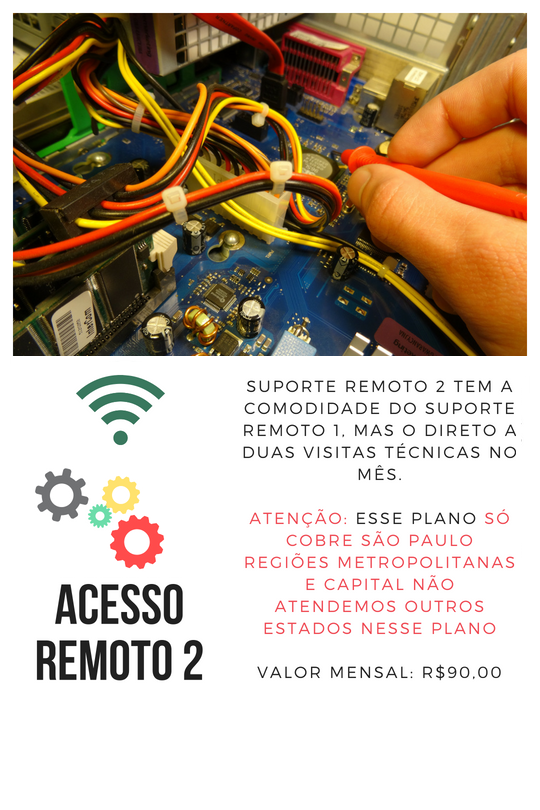 SUPORTE REMOTO 2 TEM A
COMODIDADE DO SUPORTE
REMOTO 1, MAS O DIRETO A
DUAS VISITAS TÉCNICAS NO
MÊS.
ATENÇÃO: ESSE PLANO SÓ
COBRE SÃO PAULO
REGIÕES METROPOLITANAS
E CAPITAL NÃO
ATENDEMOS OUTROS
ESTADOS NESSE PLANO
VALOR MENSAL: R$90,00
ACESSO
REMOTO 2